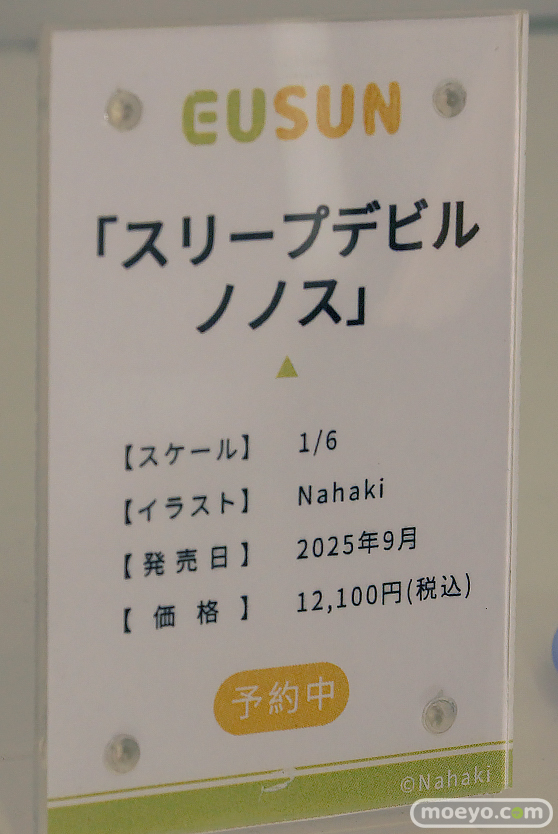 EUSUN
「スリープデビル
ノノス」
【スケール】 1/6
【イラスト】 Nahaki
【発売日】 2025年9月
【価格】 12,100円(税込)
予約中
©Nahaki
moeyo.com